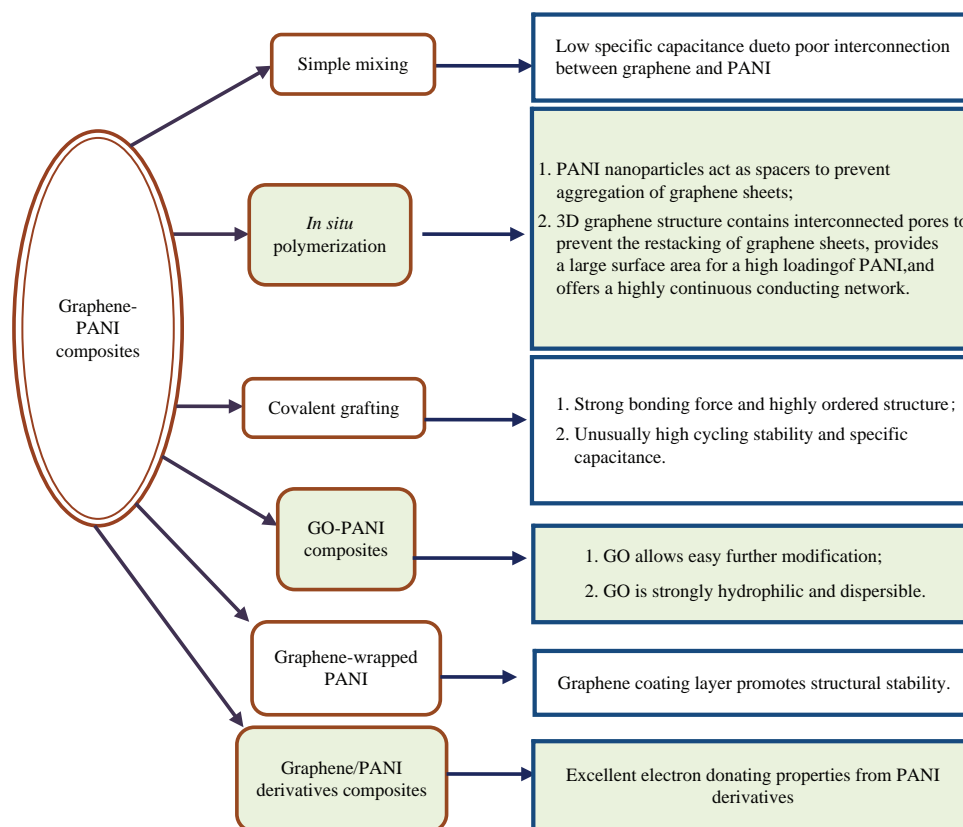 Simple mixing
Low specific capacitance dueto poor interconnection
between graphene and PANI
Graphene-
PANI
composites
In situ
polymerization
1. PANI nanoparticles act as spacers to prevent
aggregation of graphene sheets;
2. 3D graphene structure contains interconnected pores to
prevent the restacking of graphene sheets, provides
a large surface area for a high loadingof PANI,and
offers a highly continuous conducting network.
Covalent grafting
1. Strong bonding force and highly ordered structure;
2. Unusually high cycling stability and specific
capacitance.
GO-PANI
composites
1. GO allows easy further modification;
2. GO is strongly hydrophilic and dispersible.
Graphene-wrapped
PANI
Graphene coating layer promotes structural stability.
Graphene/PANI
derivatives composites
Excellent electron donating properties from PANI
derivatives